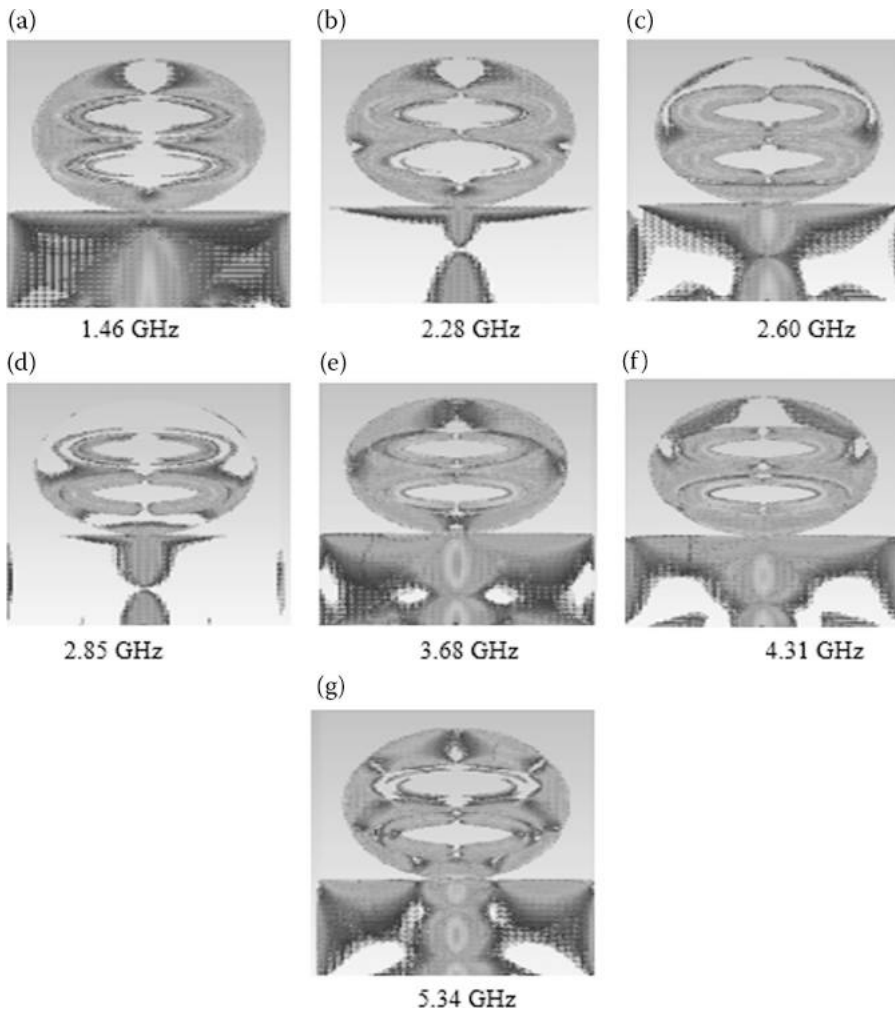 (a)
(b)
(c)
1.46 GHz
2.28 GHz
2.60 GHz
(d)
(e)
(f)
2.85 GHz
3.68 GHz
4.31 GHz
(g)
5.34 GHz